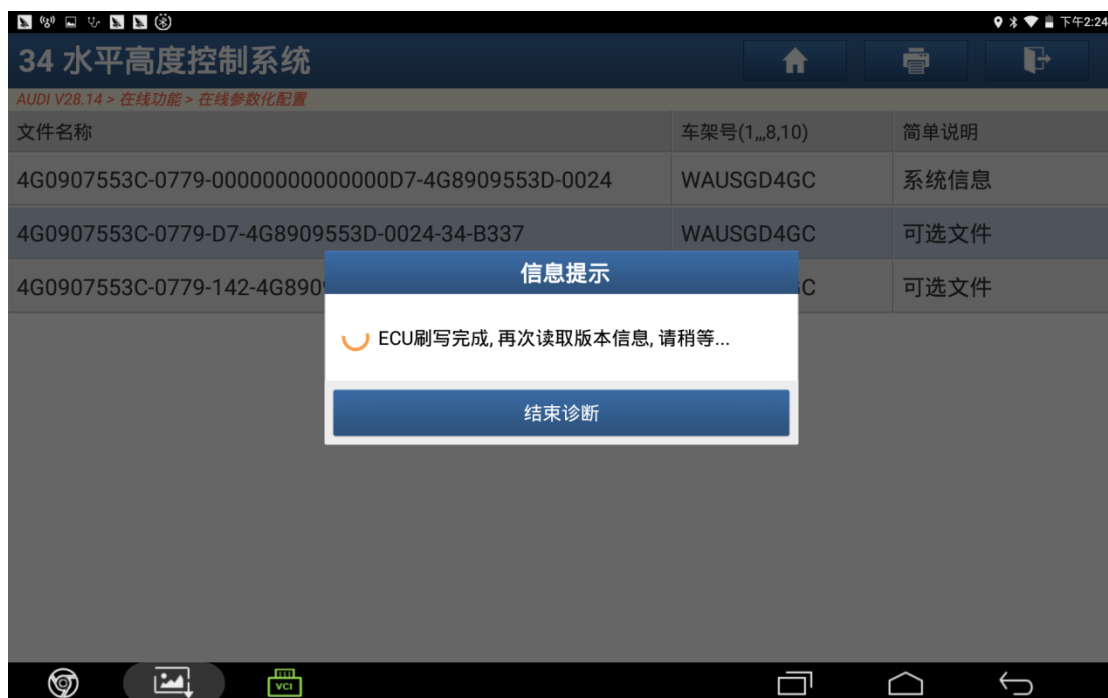 下午2:24
34 水平高度控制系统
AUDI V28.14 > 在线功能 > 在线参数化配置
文件名称 车架号(1,,,8,10) 简单说明
4G0907553C-0779-00000000000000D7-4G8909553D-0024 WAUSGD4GC 系统信息
4G0907553C-0779-D7-4G8909553D-0024-34-B337 WAUSGD4GC 可选文件
4G0907553C-0779-142-4G890 C 可选文件
信息提示
ECU刷写完成, 再次读取版本信息, 请稍等...
结束诊断
VCI